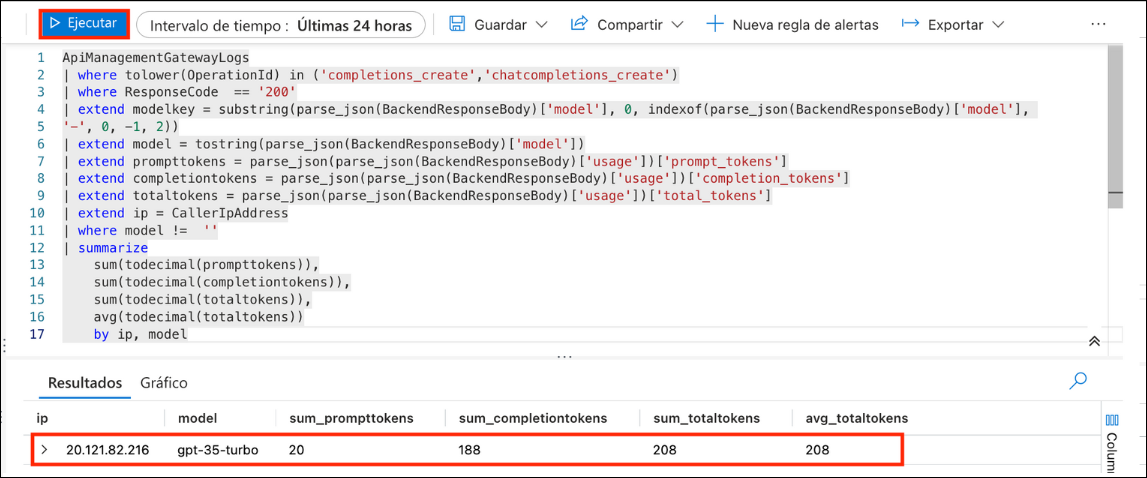 Ejecutar Intervalo de tiempo : Últimas 24 horas Guardar Compartir Nueva regla de alertas Exportar ...
1 ApiManagementGatewayLogs
2 | where tolower(OperationId) in ('completions_create','chatcompletions_create')
3 | where ResponseCode == '200'
4 | extend modelkey = substring(parse_json(BackendResponseBody)['model'], 0, indexof(parse_json(BackendResponseBody)['model'],
5 '-', 0, -1, 2))
6 | extend model = tostring(parse_json(BackendResponseBody)['model'])
7 | extend prompttokens = parse_json(parse_json(BackendResponseBody)['usage'])['prompt_tokens']
8 | extend completiontokens = parse_json(parse_json(BackendResponseBody)['usage'])['completion_tokens']
9 | extend totaltokens = parse_json(parse_json(BackendResponseBody)['usage'])['total_tokens']
10 | extend ip = CallerIpAddress
11 | where model != ''
12 | summarize
13 sum(todecimal(prompttokens)),
14 sum(todecimal(completiontokens)),
15 sum(todecimal(totaltokens)),
16 avg(todecimal(totaltokens))
17 by ip, model
Resultados Gráfico
ip model sum_prompttokens sum_completiontokens sum_totaltokens avg_totaltokens
20.121.82.216 gpt-35-turbo 20 188 208 208
Colum